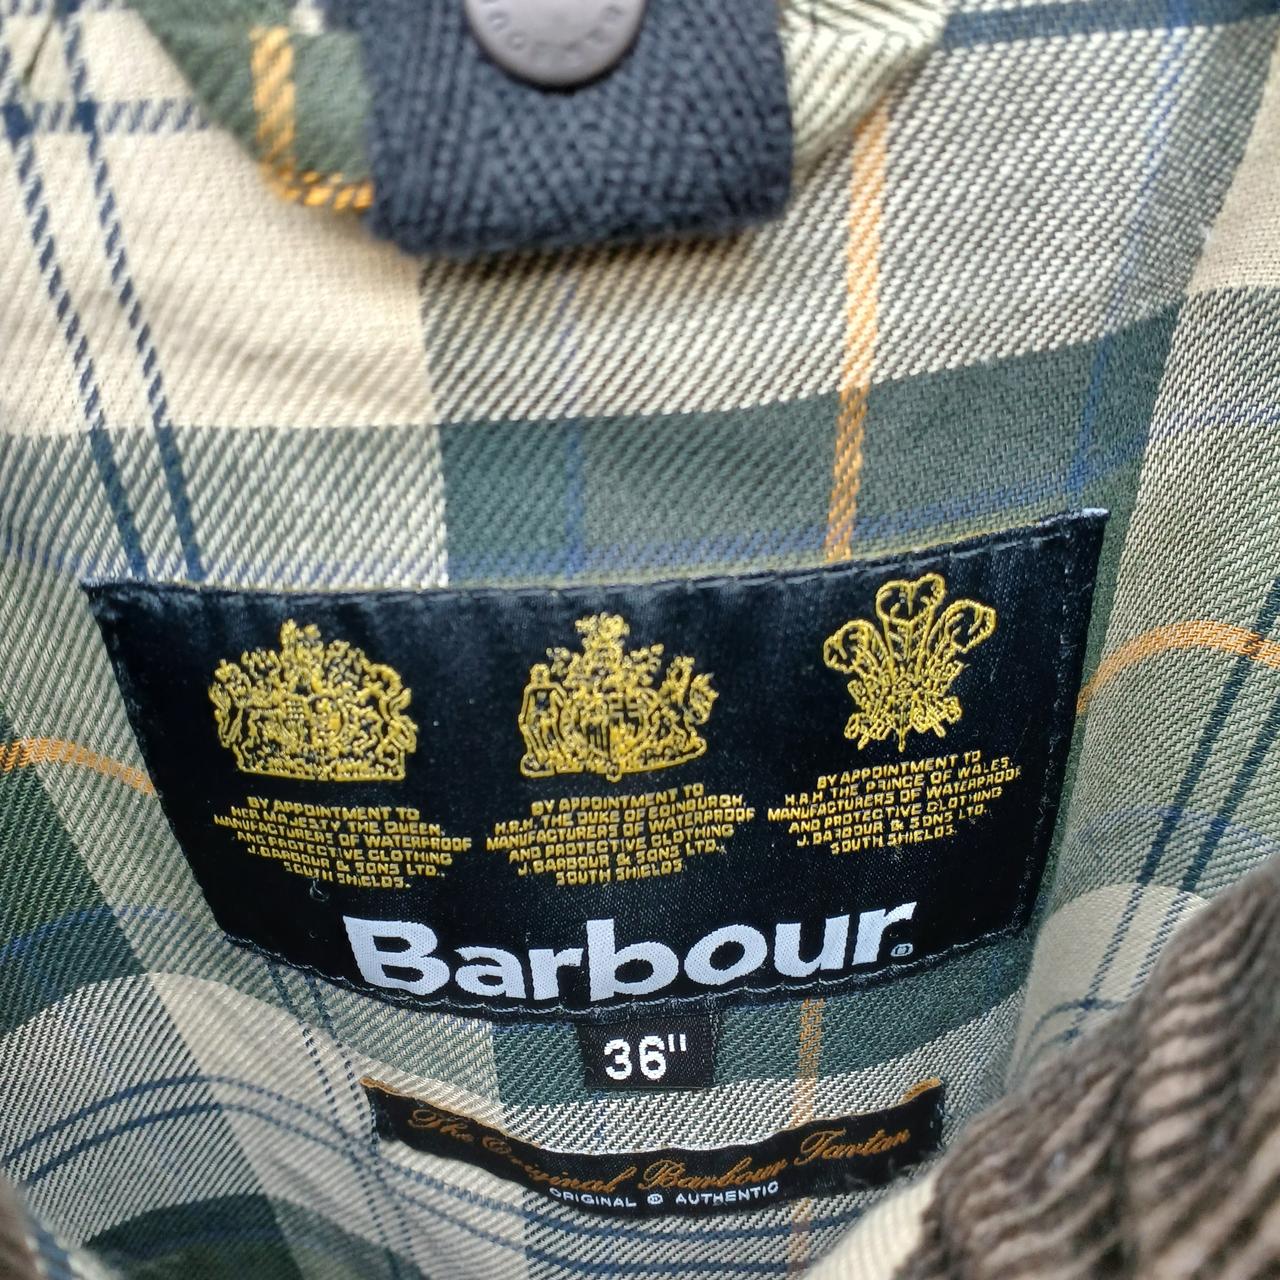 BY APPOINTMENT TO
HER MAJESTY THE QUEEN.
MANUFACTURERS OF WATERPROOF
AND PROTECTIVE CLOTHING
J. BARBOUR & SONS LTD.,
SOUTH SHIELDS.
BY APPOINTMENT TO
H.R.H. THE DUKE OF EDINBURGH
MANUFACTURERS OF WATERPROOF
AND PROTECTIVE CLOTHING
J. BARBOUR & SONS LTD.,
SOUTH SHIELDS.
BY APPOINTMENT TO
H.R.H THE PRINCE OF WALES.
MANUFACTURERS OF WATERPROOF
AND PROTECTIVE CLOTHING
J. BARBOUR & SONS LTD.
SOUTH SHIELDS.
Barbour®
36"
The Original Barbour Tartan
ORIGINAL ® AUTHENTIC